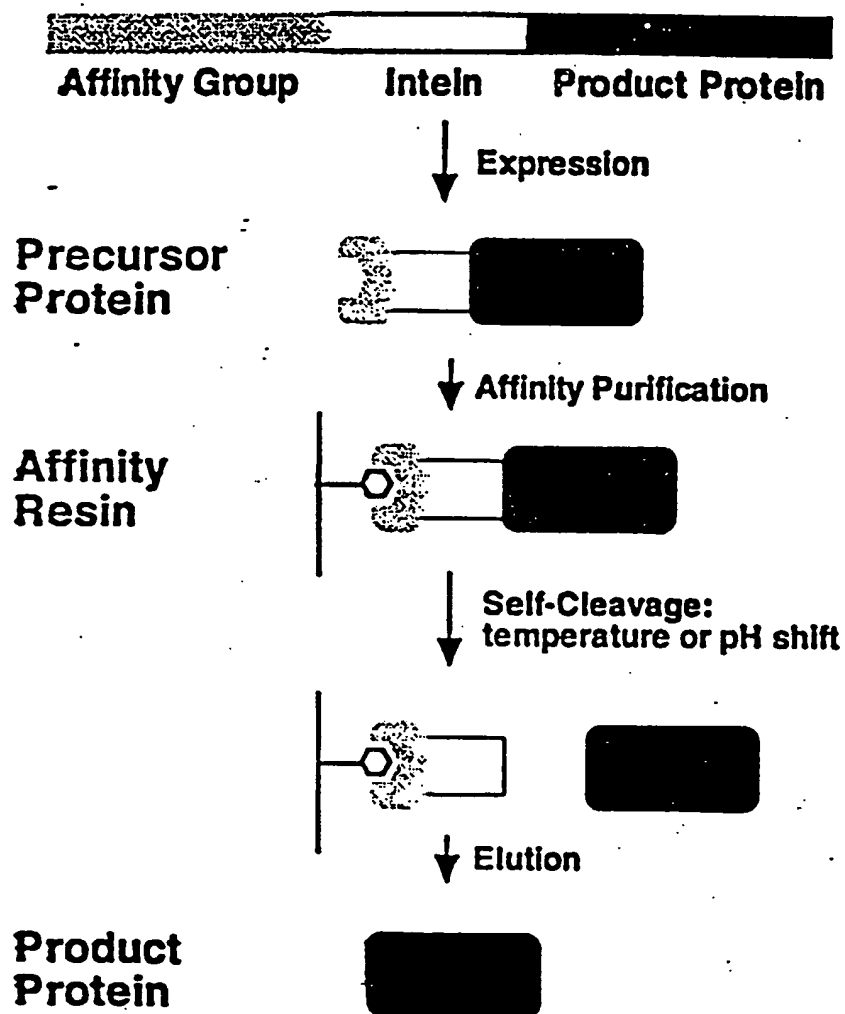 Affinity Group Intein Product Protein
Expression
Precursor
Protein
Affinity Purification
Affinity
Resin
Self-Cleavage:
temperature or pH shift
Elution
Product
Protein